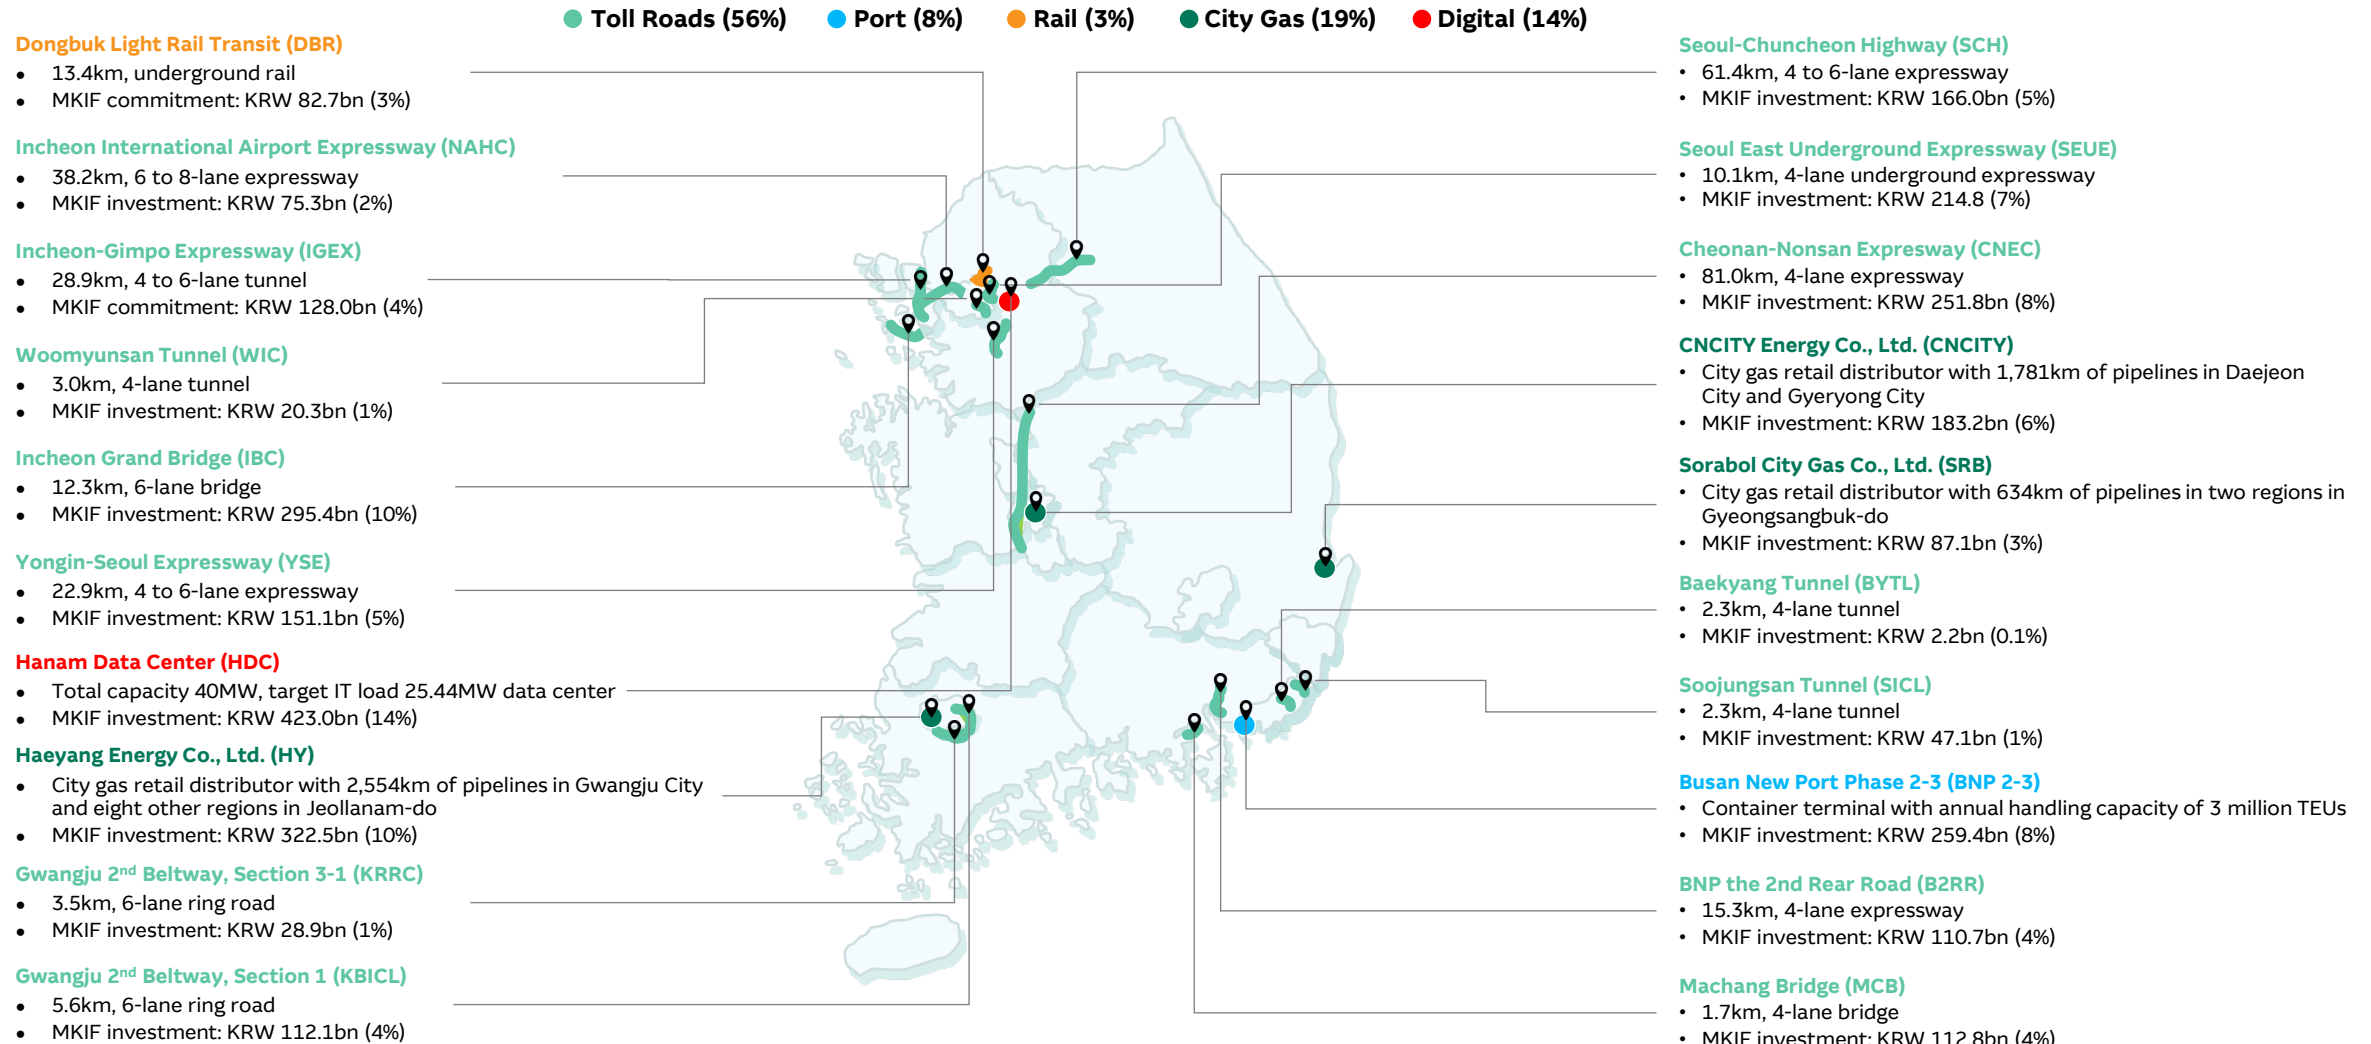 Toll Roads (56%) Port (8%) Rail (3%) City Gas (19%) Digital (14%)
Dongbuk Light Rail Transit (DBR)
• 13.4km, underground rail
• MKIF commitment: KRW 82.7bn (3%)
Incheon International Airport Expressway (NAHC)
• 38.2km, 6 to 8-lane expressway
• MKIF investment: KRW 75.3bn (2%)
Incheon-Gimpo Expressway (IGEX)
• 28.9km, 4 to 6-lane tunnel
• MKIF commitment: KRW 128.0bn (4%)
Woomyunsan Tunnel (WIC)
• 3.0km, 4-lane tunnel
• MKIF investment: KRW 20.3bn (1%)
Incheon Grand Bridge (IBC)
• 12.3km, 6-lane bridge
• MKIF investment: KRW 295.4bn (10%)
Yongin-Seoul Expressway (YSE)
• 22.9km, 4 to 6-lane expressway
• MKIF investment: KRW 151.1bn (5%)
Hanam Data Center (HDC)
• Total capacity 40MW, target IT load 25.44MW data center
• MKIF investment: KRW 423.0bn (14%)
Haeyang Energy Co., Ltd. (HY)
• City gas retail distributor with 2,554km of pipelines in Gwangju City
and eight other regions in Jeollanam-do
• MKIF investment: KRW 322.5bn (10%)
Gwangju 2nd Beltway, Section 3-1 (KRRC)
• 3.5km, 6-lane ring road
• MKIF investment: KRW 28.9bn (1%)
Gwangju 2nd Beltway, Section 1 (KBICL)
• 5.6km, 6-lane ring road
• MKIF investment: KRW 112.1bn (4%)
Seoul-Chuncheon Highway (SCH)
• 61.4km, 4 to 6-lane expressway
• MKIF investment: KRW 166.0bn (5%)
Seoul East Underground Expressway (SEUE)
• 10.1km, 4-lane underground expressway
• MKIF investment: KRW 214.8 (7%)
Cheonan-Nonsan Expresway (CNEC)
• 81.0km, 4-lane expressway
• MKIF investment: KRW 251.8bn (8%)
CNCITY Energy Co., Ltd. (CNCITY)
• City gas retail distributor with 1,781km of pipelines in Daejeon
City and Gyeryong City
• MKIF investment: KRW 183.2bn (6%)
Sorabol City Gas Co., Ltd. (SRB)
• City gas retail distributor with 634km of pipelines in two regions in
Gyeongsangbuk-do
• MKIF investment: KRW 87.1bn (3%)
Baekyang Tunnel (BYTL)
• 2.3km, 4-lane tunnel
• MKIF investment: KRW 2.2bn (0.1%)
Soojungsan Tunnel (SICL)
• 2.3km, 4-lane tunnel
• MKIF investment: KRW 47.1bn (1%)
Busan New Port Phase 2-3 (BNP 2-3)
• Container terminal with annual handling capacity of 3 million TEUs
• MKIF investment: KRW 259.4bn (8%)
BNP the 2nd Rear Road (B2RR)
• 15.3km, 4-lane expressway
• MKIF investment: KRW 110.7bn (4%)
Machang Bridge (MCB)
• 1.7km, 4-lane bridge
• MKIF investment: KRW 112.8bn (4%)